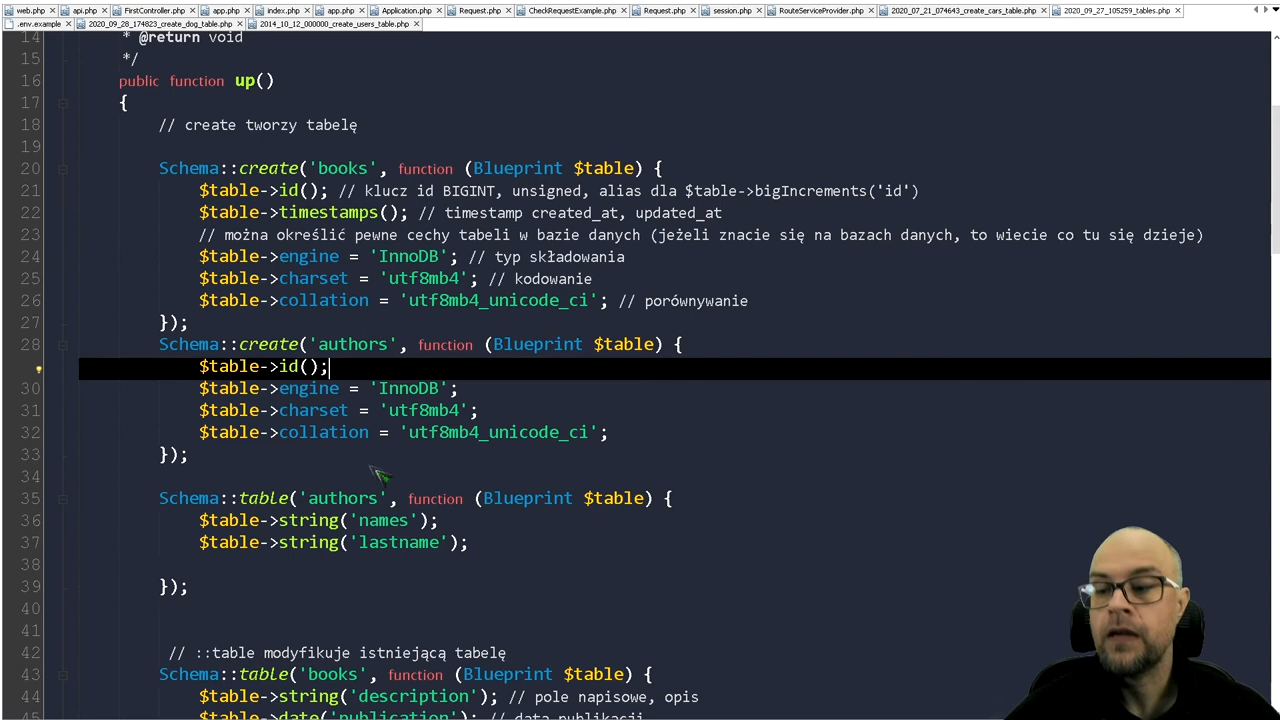 web.php × api.php × FirstController.php × app.php × index.php × app.php × Application.php × Request.php × CheckRequestExample.php × Request.php × session.php × RouteServiceProvider.php × 2020_07_21_074643_create_cars_table.php × 2020_09_27_105259_tables.php ×
.env.example × 2020_09_28_174823_create_dog_table.php × 2014_10_12_000000_create_users_table.php ×
14 * @return void
15 */
16 public function up()
17 {
18 // create tworzy tabelę
19
20 Schema::create('books', function (Blueprint $table) {
21 $table->id(); // klucz id BIGINT, unsigned, alias dla $table->bigIncrements('id')
22 $table->timestamps(); // timestamp created_at, updated_at
23 // można określić pewne cechy tabeli w bazie danych (jeżeli znacie się na bazach danych, to wiecie co tu się dzieje)
24 $table->engine = 'InnoDB'; // typ składowania
25 $table->charset = 'utf8mb4'; // kodowanie
26 $table->collation = 'utf8mb4_unicode_ci'; // porównywanie
27 });
28 Schema::create('authors', function (Blueprint $table) {
$table->id();
30 $table->engine = 'InnoDB';
31 $table->charset = 'utf8mb4';
32 $table->collation = 'utf8mb4_unicode_ci';
33 });
34
35 Schema::table('authors', function (Blueprint $table) {
36 $table->string('names');
37 $table->string('lastname');
38
39 });
40
41
42 // ::table modyfikuje istniejącą tabelę
43 Schema::table('books', function (Blueprint $table) {
44 $table->string('description'); // pole napisowe, opis
45 $table->date('publication'); // data publikacji